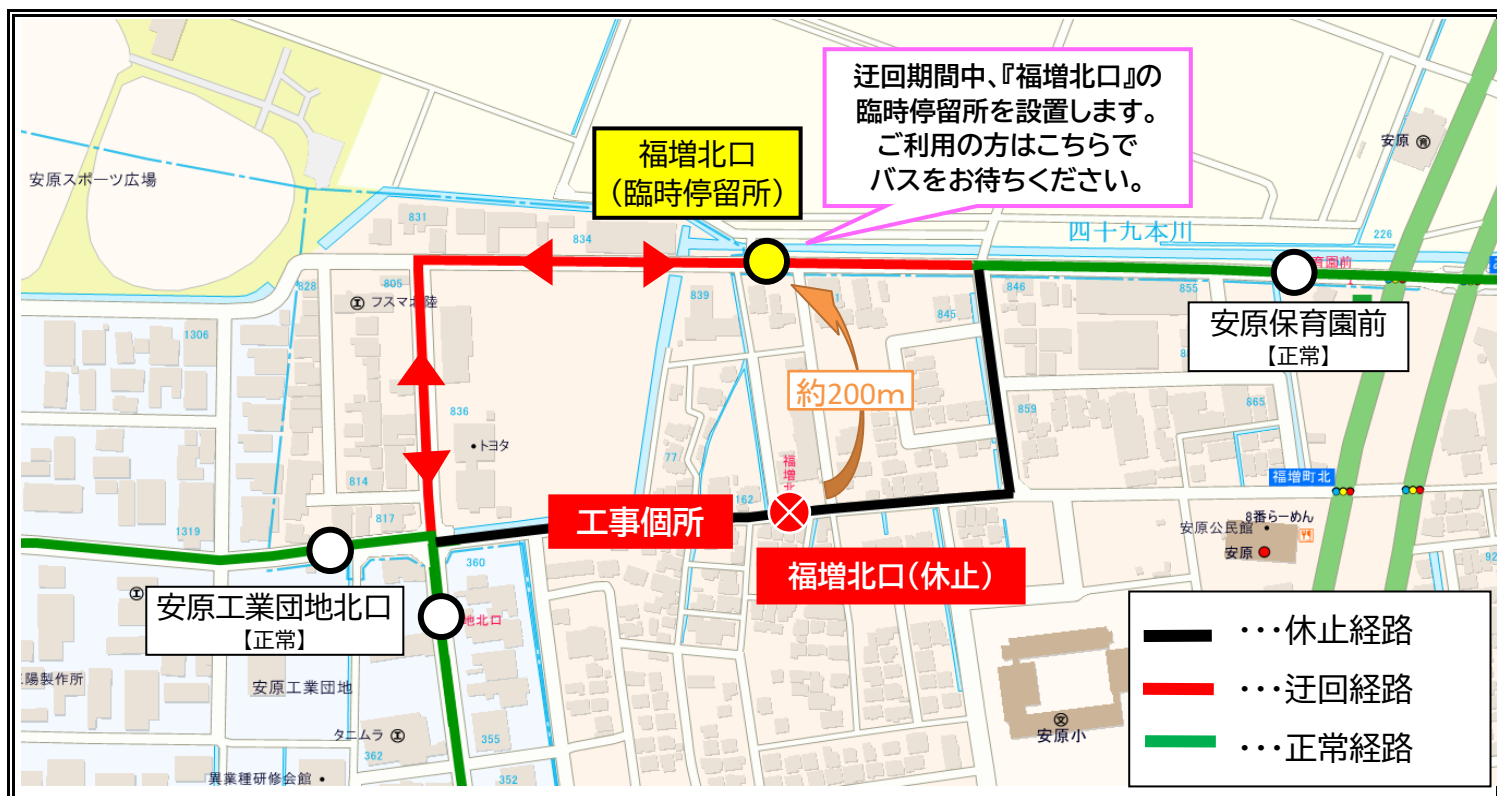 迂回期間中、『福増北口』の
臨時停留所を設置します。
ご利用の方はこちらで
バスをお待ちください。
福増北口
（臨時停留所）
安原
安原スポーツ広場
831
834
四十九本川
226
828
805
フスマ北陸
839
846
855
育園前
845
1306
安原保育園前
【正常】
約200m
836
トヨタ
859
865
77
814
福増北
162
福増町北
817
1319
工事個所
8番らーめん
安原公民館
安原
92
360
福増北口（休止）
安原工業団地北口
【正常】
地北口
陽製作所
安原工業団地
タニムラ
362
355
安原小
異業種研修会館
352
・・・休止経路
・・・迂回経路
・・・正常経路